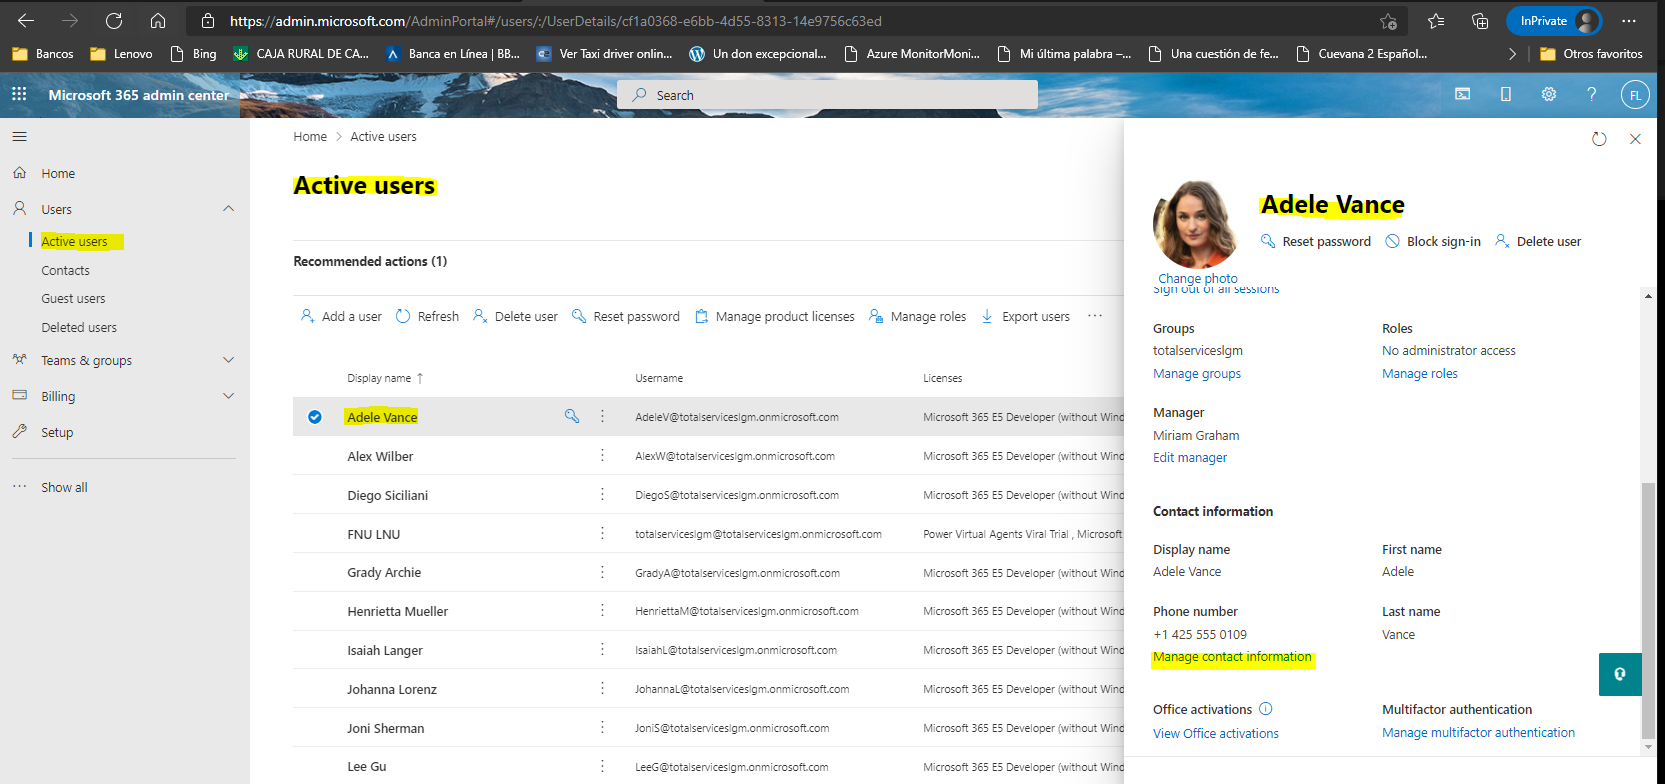 https://admin.microsoft.com/AdminPortal#/users/:/UserDetails/cf1a0368-e6bb-4d55-8313-14e9756c63ed
InPrivate
Bancos
Lenovo
Bing
CAJA RURAL DE CA...
Banca en Línea | BB...
Ver Taxi driver onlin...
Un don excepcional...
Azure MonitorMoni...
Mi última palabra –...
Una cuestión de fe...
Cuevana 2 Español...
Otros favoritos
Microsoft 365 admin center
Search
FL
Home
Users
Active users
Contacts
Guest users
Deleted users
Teams & groups
Billing
Setup
Show all
Home > Active users
Active users
Recommended actions (1)
Add a user Refresh Delete user Reset password Manage product licenses Manage roles Export users
Display name ↑ Username Licenses
Adele Vance AdeleV@totalserviceslgm.onmicrosoft.com Microsoft 365 E5 Developer (without Wind
Alex Wilber AlexW@totalserviceslgm.onmicrosoft.com Microsoft 365 E5 Developer (without Wind
Diego Siciliani DiegoS@totalserviceslgm.onmicrosoft.com Microsoft 365 E5 Developer (without Wind
FNU LNU totalserviceslgm@totalserviceslgm.onmicrosoft.com Power Virtual Agents Viral Trial , Microsoft
Grady Archie GradyA@totalserviceslgm.onmicrosoft.com Microsoft 365 E5 Developer (without Wind
Henrietta Mueller HenriettaM@totalserviceslgm.onmicrosoft.com Microsoft 365 E5 Developer (without Wind
Isaiah Langer IsaiahL@totalserviceslgm.onmicrosoft.com Microsoft 365 E5 Developer (without Wind
Johanna Lorenz JohannaL@totalserviceslgm.onmicrosoft.com Microsoft 365 E5 Developer (without Wind
Joni Sherman JoniS@totalserviceslgm.onmicrosoft.com Microsoft 365 E5 Developer (without Wind
Lee Gu LeeG@totalserviceslgm.onmicrosoft.com Microsoft 365 E5 Developer (without Wind
Adele Vance
Reset password Block sign-in Delete user
Change photo
Sign out of all sessions
Groups
totalserviceslgm
Manage groups
Roles
No administrator access
Manage roles
Manager
Miriam Graham
Edit manager
Contact information
Display name
Adele Vance
First name
Adele
Phone number
+1 425 555 0109
Manage contact information
Last name
Vance
Office activations
View Office activations
Multifactor authentication
Manage multifactor authentication